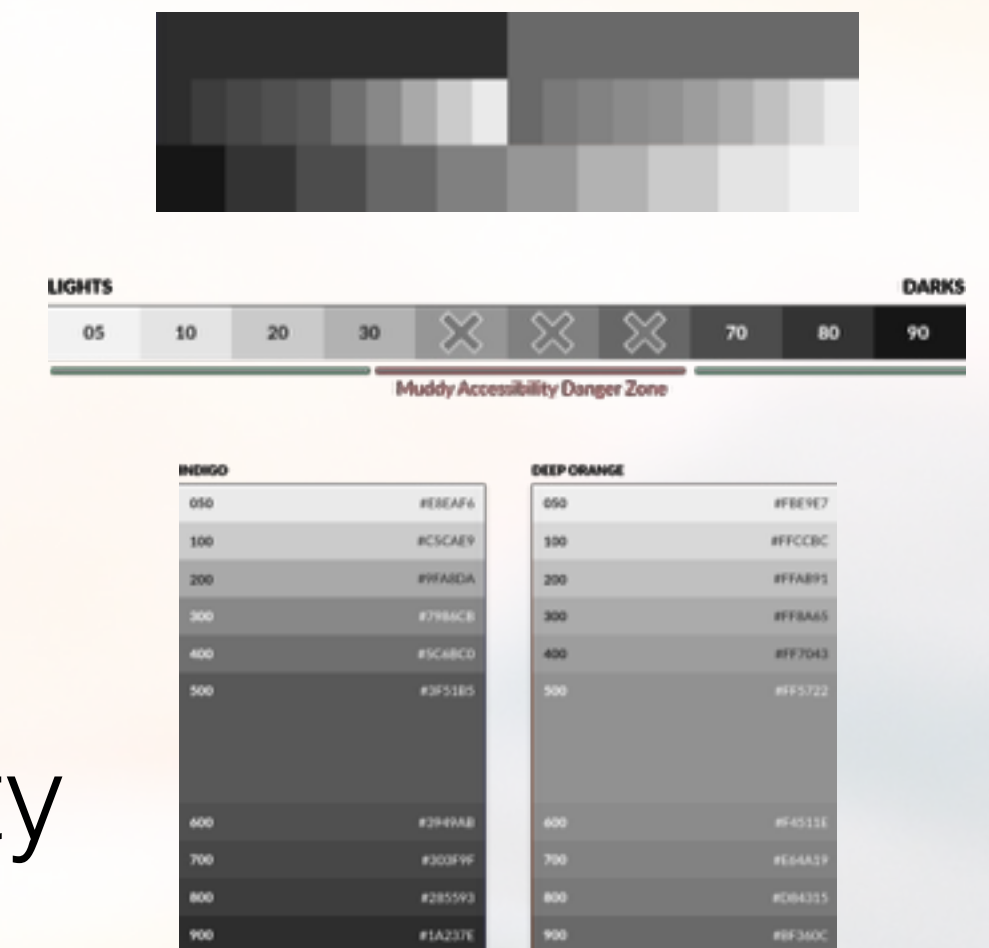 LIGHTS DARKS
05 10 20 30 70 80 90
Muddy Accessibility Danger Zone
INDIGO
050 #E8EAF6
100 #C5CAE9
200 #9FA8DA
300 #7986CB
400 #5C6BC0
500 #3F51B5
600 #3949AB
700 #303F9F
800 #285593
900 #1A237E
DEEP ORANGE
050 #FBE9E7
100 #FFCCBC
200 #FFAB91
300 #FF8A65
400 #FF7043
500 #FF5722
600 #F4511E
700 #E64A19
800 #D84315
900 #BF360C
y